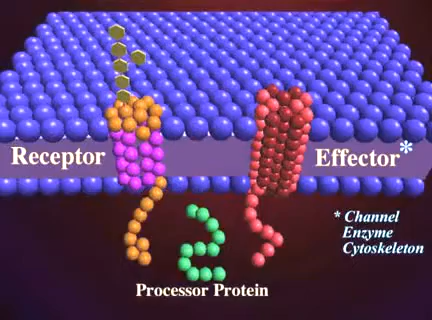 Receptor
Effector*
* Channel
Enzyme
Cytoskeleton
Processor Protein